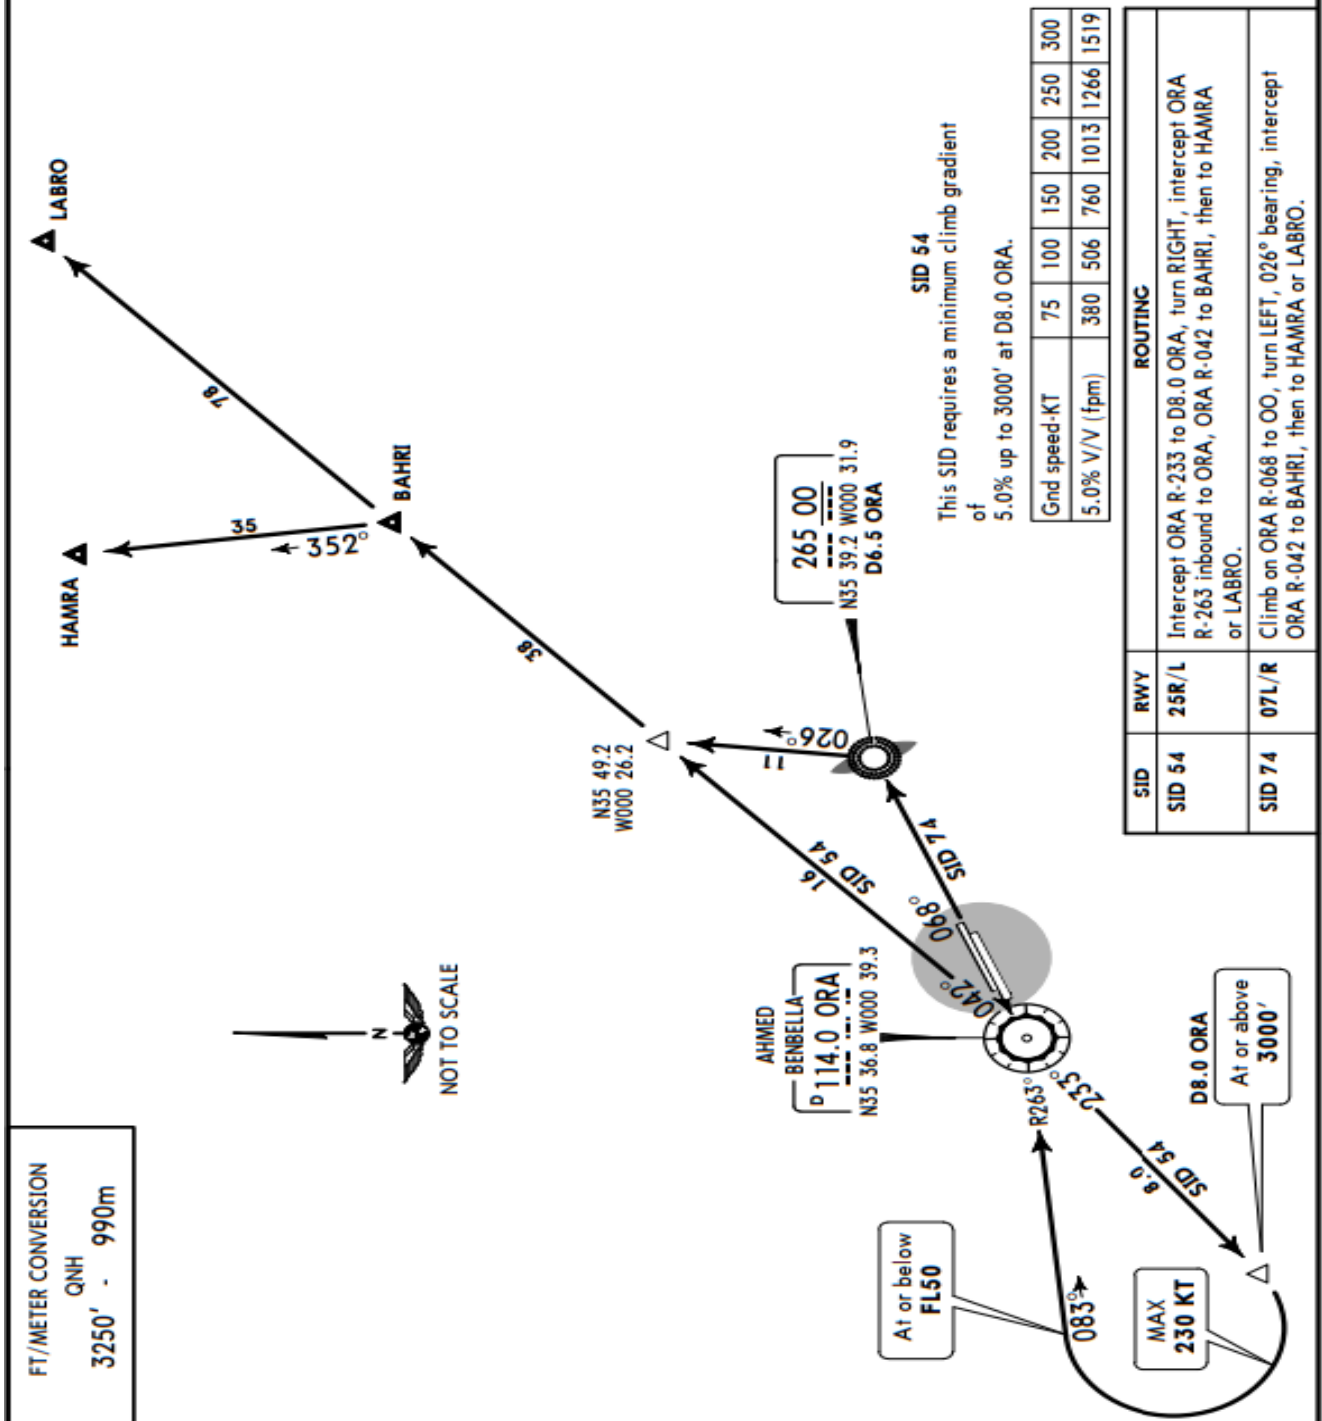 FT/METER CONVERSION
QNH
3250' - 990m
N
NOT TO SCALE
HAMRA
LABRO
35
352°
78
BAHRI
38
N35 49.2
W000 26.2
16
SID 54
11
026°
265 OO
N35 39.2 W000 31.9
D6.5 ORA
SID 74
068°
042°
AHMED
BENBELLA
D 114.0 ORA
N35 36.8 W000 39.3
R263°
233°
8.0
SID 54
D8.0 ORA
At or above
3000'
At or below
FL50
083°
MAX
230 KT
SID 54
This SID requires a minimum climb gradient
of
5.0% up to 3000' at D8.0 ORA.
Gnd speed-KT 75 100 150 200 250 300
5.0% V/V (fpm) 380 506 760 1013 1266 1519
SID RWY ROUTING
SID 54 25R/L Intercept ORA R-233 to D8.0 ORA, turn RIGHT, intercept ORA
R-263 inbound to ORA, ORA R-042 to BAHRI, then to HAMRA
or LABRO.
SID 74 07L/R Climb on ORA R-068 to OO, turn LEFT, 026° bearing, intercept
ORA R-042 to BAHRI, then to HAMRA or LABRO.